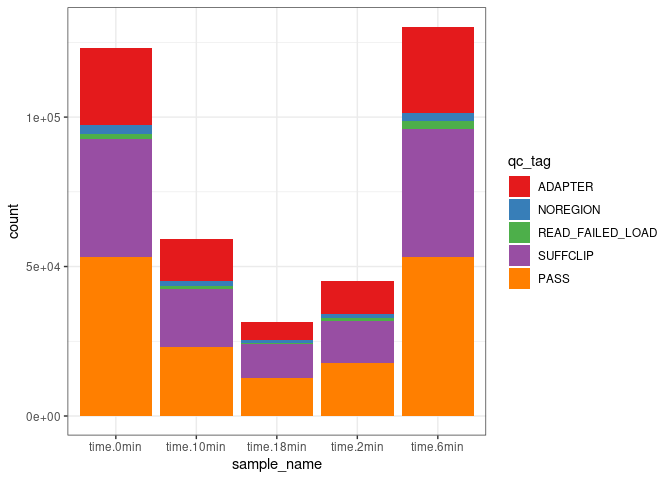 1e+05
5e+04
0e+00
count
time.0min
time.10min
time.18min
time.2min
time.6min
sample_name
qc_tag
ADAPTER
NOREGION
READ_FAILED_LOAD
SUFFCLIP
PASS